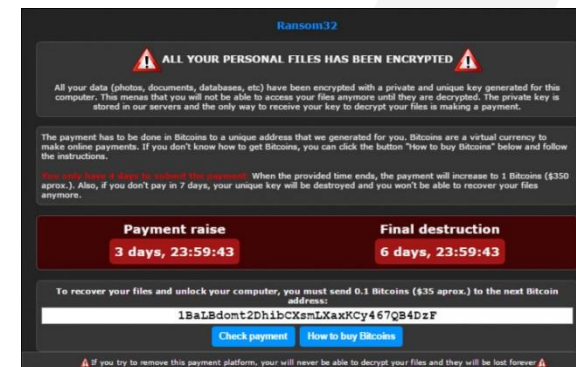 Ransom32
ALL YOUR PERSONAL FILES HAS BEEN ENCRYPTED
All your data (photos, documents, databases, etc) have been encrypted with a private and unique key generated for this
computer. This menas that you will not be able to access your files anymore until they are decrypted. The private key is
stored in our servers and the only way to receive your key to decrypt your files is making a payment.
The payment has to be done in Bitcoins to a unique address that we generated for you. Bitcoins are a virtual currency to
make online payments. If you don't know how to get Bitcoins, you can click the button "How to buy Bitcoins" below and follow
the instructions.
You only have 4 days to submit the payment. When the provided time ends, the payment will increase to 1 Bitcoins ($350
aprox.). Also, if you don't pay in 7 days, your unique key will be destroyed and you won't be able to recover your files
anymore.
Payment raise
Final destruction
3 days, 23:59:43
6 days, 23:59:43
To recover your files and unlock your computer, you must send 0.1 Bitcoins ($35 aprox.) to the next Bitcoin
address:
1BaLBdomt2DhibCXsmLXaxKCy467QB4DzF
Check payment
How to buy Bitcoins
If you try to remove this payment platform, your will never be able to decrypt your files and they will be lost forever